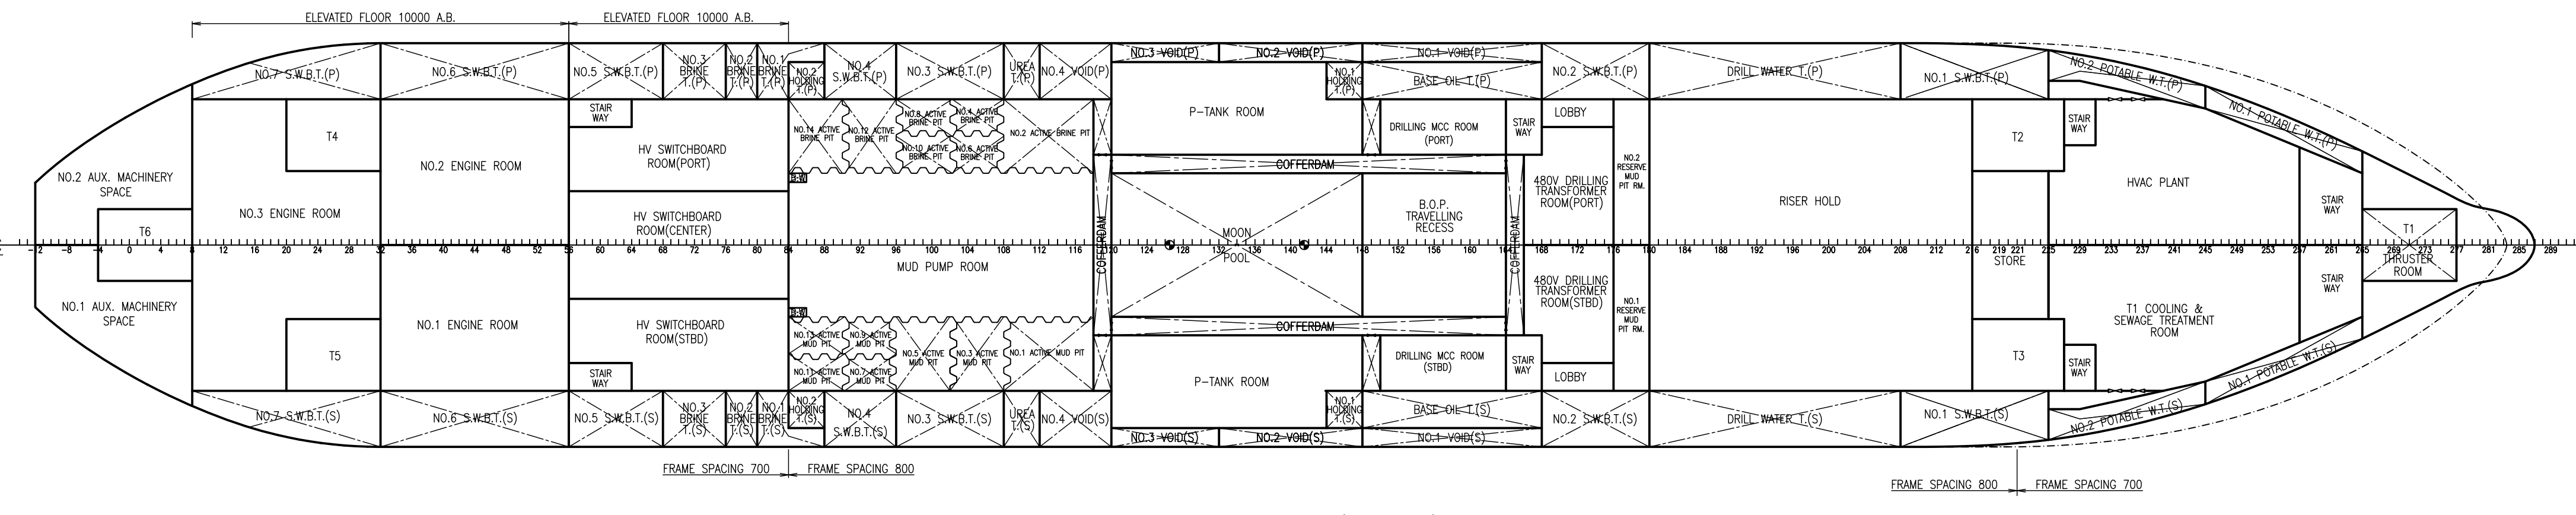 ELEVATED FLOOR 10000 A.B.
ELEVATED FLOOR 10000 A.B.
NO.7 S.W.B.T.(P)
NO.6 S.W.B.T.(P)
NO.5 S.W.B.T.(P)
NO.3
BRINE
T.(P)
NO.2
BRINE
T.(P)
NO.1
BRINE
T.(P)
NO.2
HOLDING
T.(P)
NO.4
S.W.B.T.(P)
NO.3 S.W.B.T.(P)
UREA
T.(P)
NO.4 VOID(P)
NO.3 VOID(P)
NO.2 VOID(P)
NO.1 VOID(P)
NO.1
HOLDING
T.(P)
BASE OIL T.(P)
NO.2 S.W.B.T.(P)
DRILL WATER T.(P)
NO.1 S.W.B.T.(P)
NO.2 POTABLE W.T.(P)
NO.1 POTABLE W.T.(P)
T4
STAIR
WAY
NO.14 ACTIVE
BRINE PIT
NO.12 ACTIVE
BRINE PIT
NO.8 ACTIVE
BRINE PIT
NO.4 ACTIVE
BRINE PIT
NO.10 ACTIVE
BRINE PIT
NO.6 ACTIVE
BRINE PIT
NO.2 ACTIVE BRINE PIT
P-TANK ROOM
DRILLING MCC ROOM
(PORT)
STAIR
WAY
LOBBY
T2
STAIR
WAY
NO.2 AUX. MACHINERY
SPACE
NO.3 ENGINE ROOM
NO.2 ENGINE ROOM
HV SWITCHBOARD
ROOM(PORT)
HV SWITCHBOARD
ROOM(CENTER)
COFFERDAM
COFFERDAM
COFFERDAM
B.O.P.
TRAVELLING
RECESS
480V DRILLING
TRANSFORMER
ROOM(PORT)
NO.2
RESERVE
MUD
PIT RM.
RISER HOLD
HVAC PLANT
STAIR
WAY
T6
MOON
POOL
T1
THRUSTER
ROOM
-12 -8 -4 0 4 8 12 16 20 24 28 32 36 40 44 48 52 56 60 64 68 72 76 80 84 88 92 96 100 104 108 112 116 120 124 128 132 136 140 144 148 152 156 160 164 168 172 176 180 184 188 192 196 200 204 208 212 216 219 221 225 229 233 237 241 245 249 253 257 261 265 269 273 277 281 285 289
STORE
MUD PUMP ROOM
NO.1 AUX. MACHINERY
SPACE
NO.1 ENGINE ROOM
HV SWITCHBOARD
ROOM(STBD)
480V DRILLING
TRANSFORMER
ROOM(STBD)
NO.1
RESERVE
MUD
PIT RM.
T1 COOLING &
SEWAGE TREATMENT
ROOM
STAIR
WAY
COFFERDAM
T5
STAIR
WAY
NO.13 ACTIVE
MUD PIT
NO.9 ACTIVE
MUD PIT
NO.11 ACTIVE
MUD PIT
NO.7 ACTIVE
MUD PIT
NO.5 ACTIVE
MUD PIT
NO.3 ACTIVE
MUD PIT
NO.1 ACTIVE MUD PIT
P-TANK ROOM
DRILLING MCC ROOM
(STBD)
STAIR
WAY
LOBBY
T3
STAIR
WAY
NO.7 S.W.B.T.(S)
NO.6 S.W.B.T.(S)
NO.5 S.W.B.T.(S)
NO.3
BRINE
T.(S)
NO.2
BRINE
T.(S)
NO.1
BRINE
T.(S)
NO.2
HOLDING
T.(S)
NO.4
S.W.B.T.(S)
NO.3 S.W.B.T.(S)
UREA
T.(S)
NO.4 VOID(S)
NO.3 VOID(S)
NO.2 VOID(S)
NO.1 VOID(S)
NO.1
HOLDING
T.(S)
BASE OIL T.(S)
NO.2 S.W.B.T.(S)
DRILL WATER T.(S)
NO.1 S.W.B.T.(S)
NO.2 POTABLE W.T.(S)
NO.1 POTABLE W.T.(S)
FRAME SPACING 700
FRAME SPACING 800
FRAME SPACING 800
FRAME SPACING 700